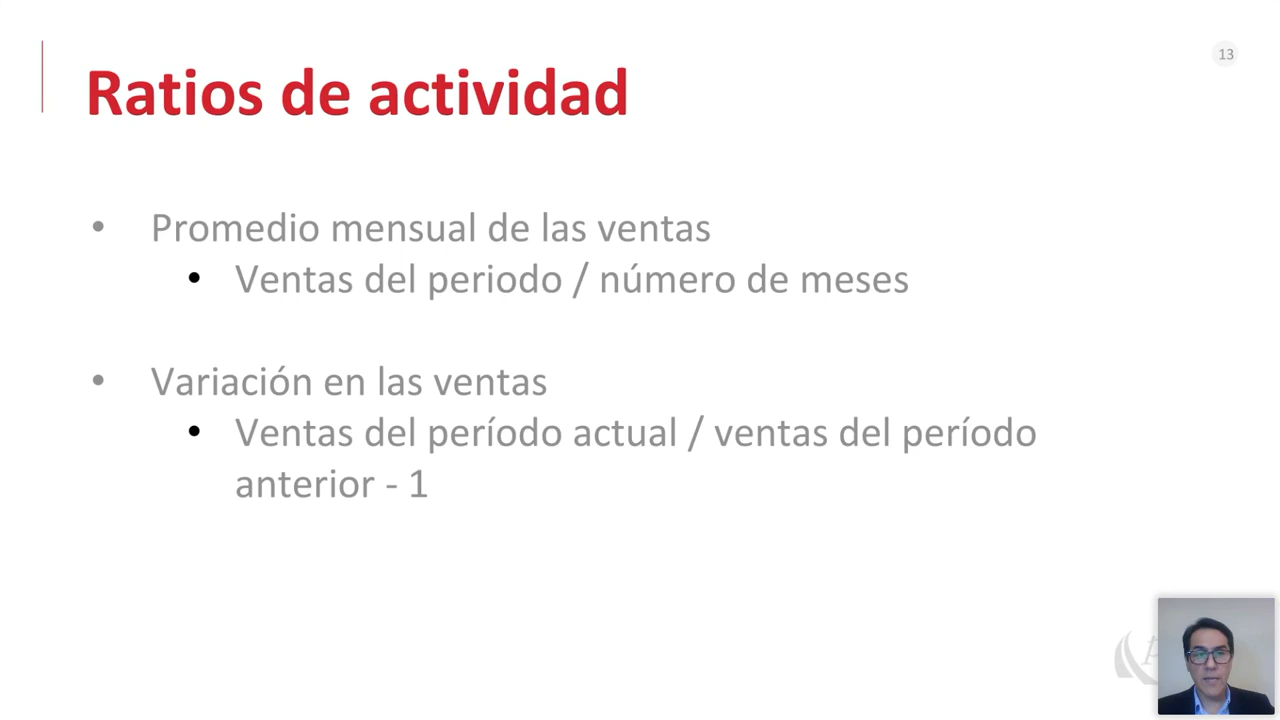 13
Ratios de actividad
• Promedio mensual de las ventas
• Ventas del periodo / número de meses
• Variación en las ventas
• Ventas del período actual / ventas del período
anterior - 1